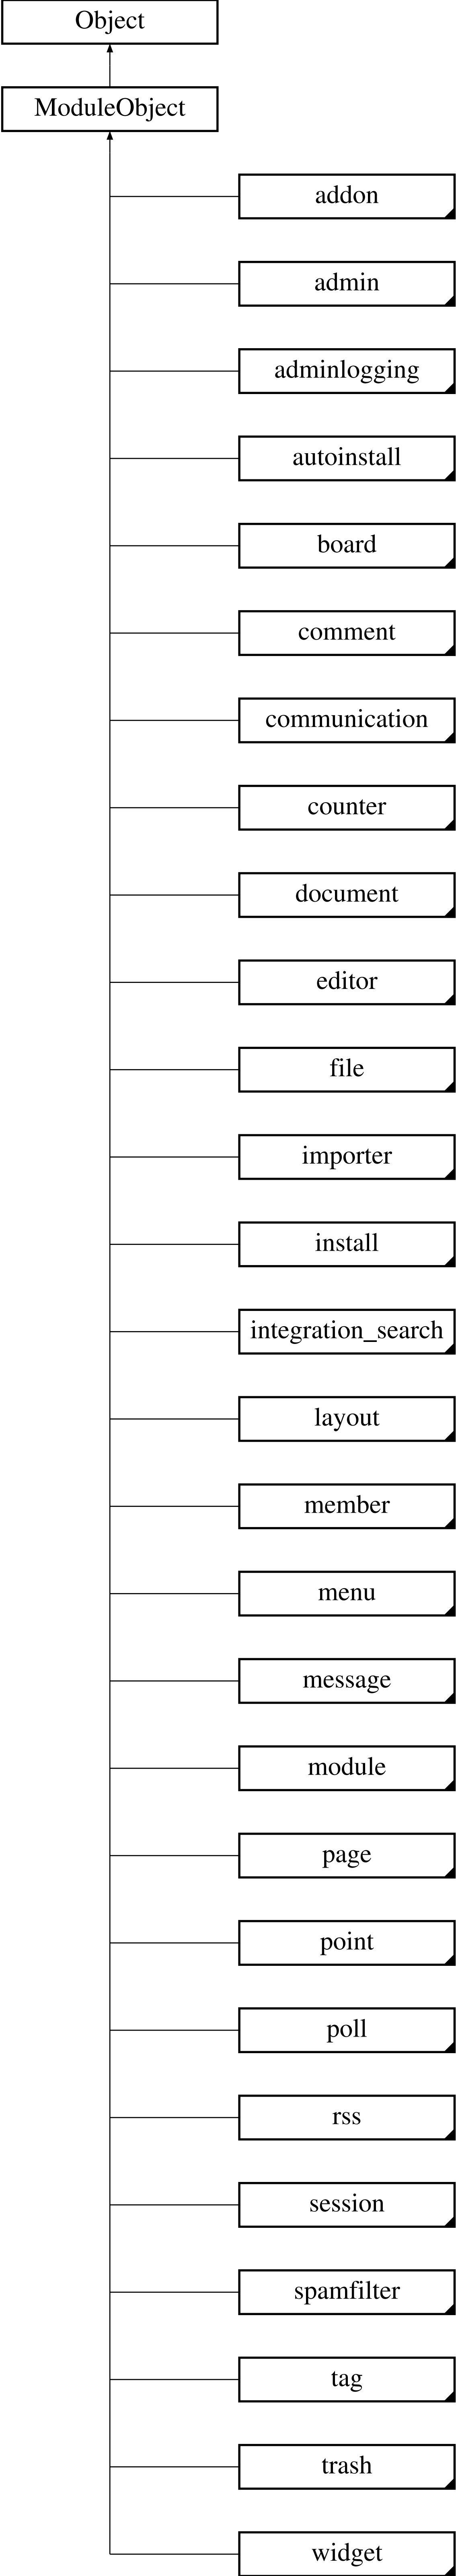 Object
ModuleObject
addon
admin
adminlogging
autoinstall
board
comment
communication
counter
document
editor
file
importer
install
integration_search
layout
member
menu
message
module
page
point
poll
rss
session
spamfilter
tag
trash
widget